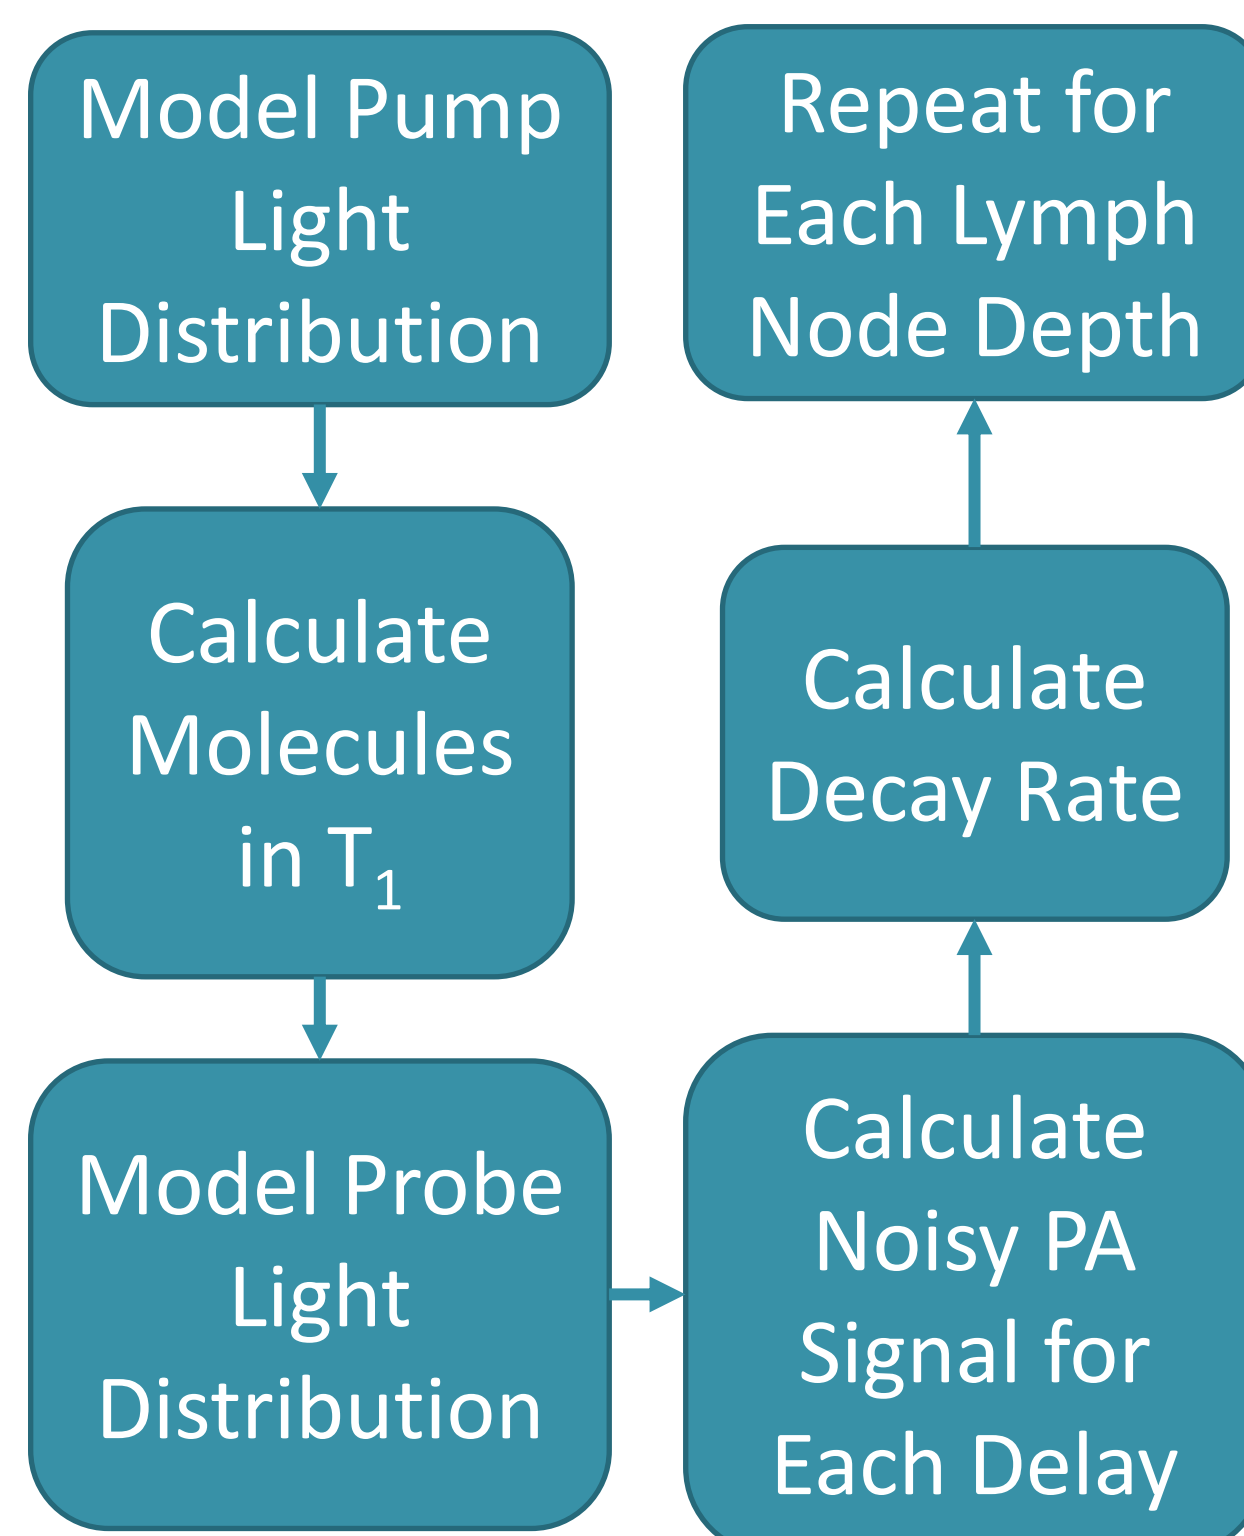 Model Pump
Light
Distribution
Calculate
Molecules
in T₁
Model Probe
Light
Distribution
Calculate
Noisy PA
Signal for
Each Delay
Calculate
Decay Rate
Repeat for
Each Lymph
Node Depth